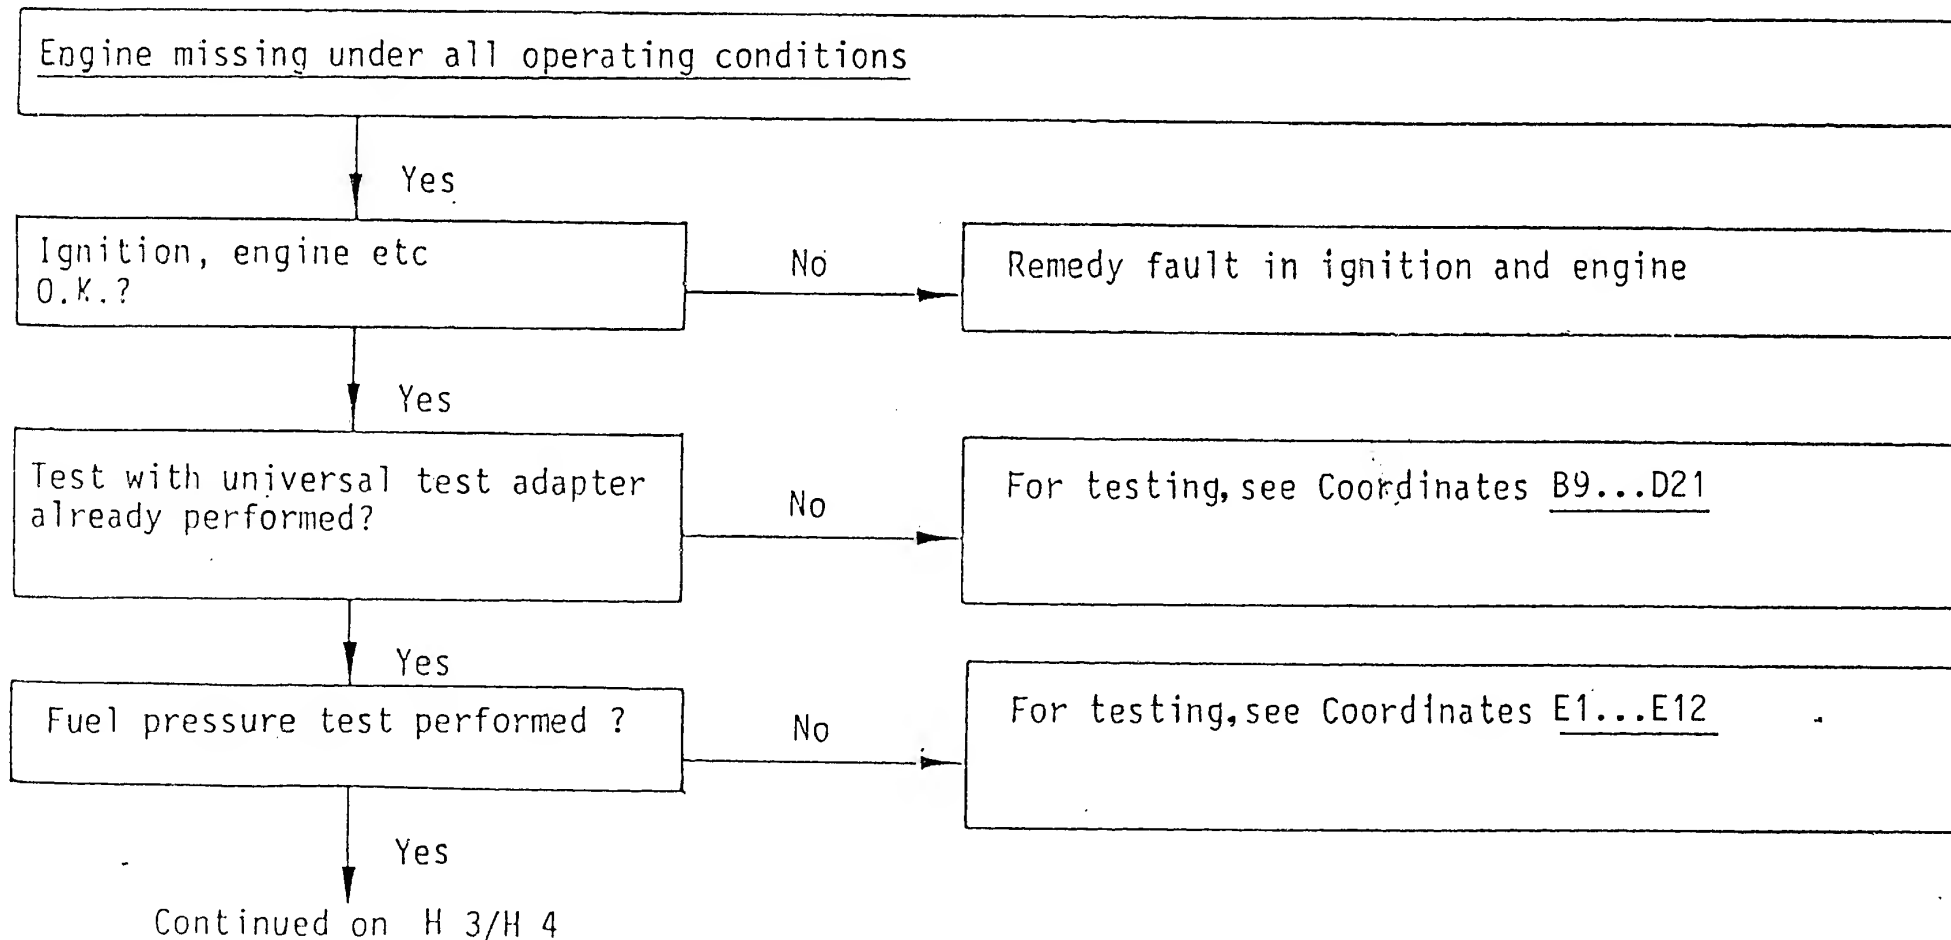 Engine missing under all operating conditions
Yes
Ignition, engine etc
O.K.?
No
Remedy fault in ignition and engine
Yes
Test with universal test adapter
already performed?
No
For testing, see Coordinates B9...D21
Yes
Fuel pressure test performed ?
No
For testing, see Coordinates E1...E12
Yes
Continued on H 3/H 4